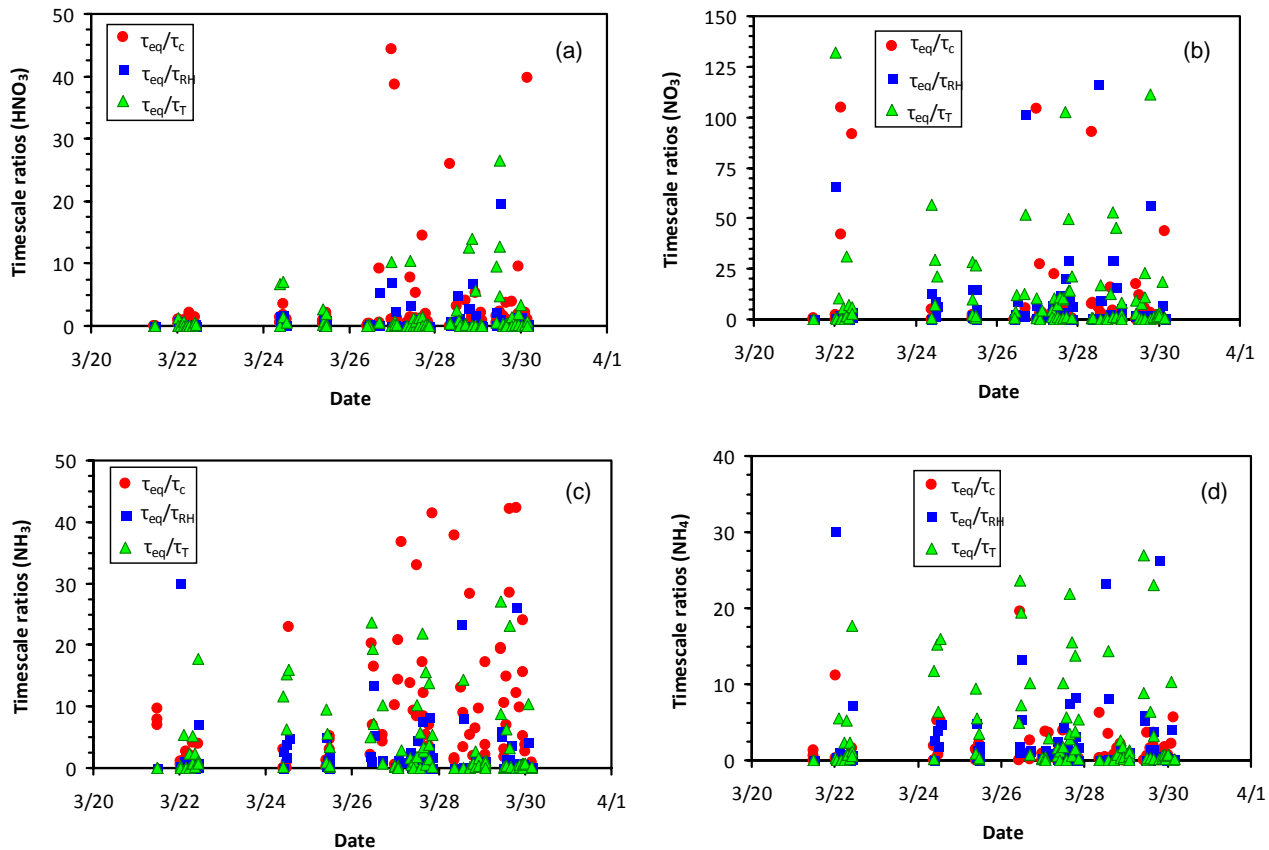 (a)
τeq/τc
τeq/τRH
τeq/τT
Timescale ratios (HNO3)
50
40
30
20
10
0
3/20 3/22 3/24 3/26 3/28 3/30 4/1
Date
(b)
τeq/τc
τeq/τRH
τeq/τT
Timescale ratios (NO3)
150
125
100
75
50
25
0
3/20 3/22 3/24 3/26 3/28 3/30 4/1
Date
(c)
τeq/τc
τeq/τRH
τeq/τT
Timescale ratios (NH3)
50
40
30
20
10
0
3/20 3/22 3/24 3/26 3/28 3/30 4/1
Date
(d)
τeq/τc
τeq/τRH
τeq/τT
Timescale ratios (NH4)
40
30
20
10
0
3/20 3/22 3/24 3/26 3/28 3/30 4/1
Date